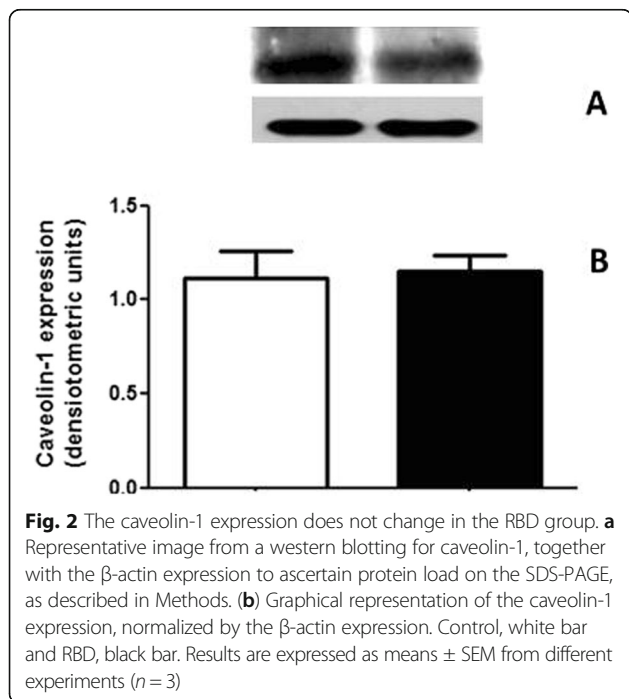 A
1.5
1.0
0.5
0.0
Caveolin-1 expression
(densiotometric units)
B
Fig. 2 The caveolin-1 expression does not change in the RBD group. a
Representative image from a western blotting for caveolin-1, together
with the β-actin expression to ascertain protein load on the SDS-PAGE,
as described in Methods. (b) Graphical representation of the caveolin-1
expression, normalized by the β-actin expression. Control, white bar
and RBD, black bar. Results are expressed as means ± SEM from different
experiments (n = 3)